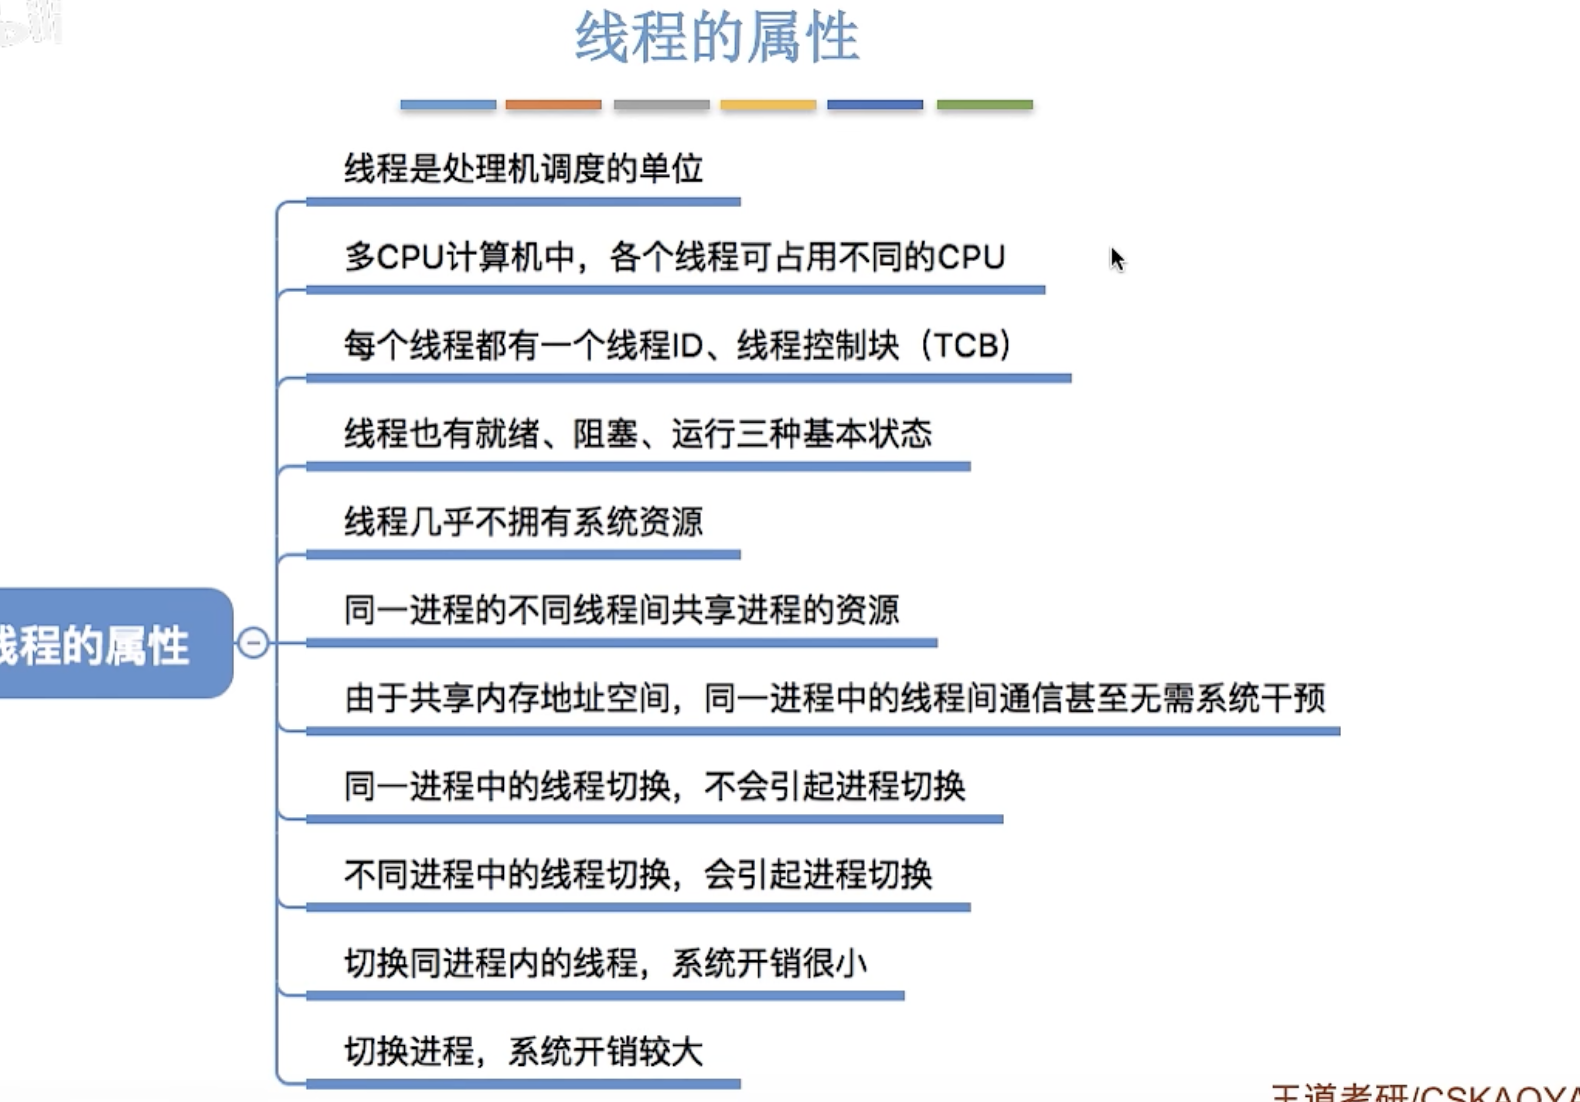 线程的属性
线程是处理机调度的单位
多CPU计算机中，各个线程可占用不同的CPU
每个线程都有一个线程ID、线程控制块（TCB）
线程也有就绪、阻塞、运行三种基本状态
线程几乎不拥有系统资源
同一进程的不同线程间共享进程的资源
线程的属性
由于共享内存地址空间，同一进程中的线程间通信甚至无需系统干预
同一进程中的线程切换，不会引起进程切换
不同进程中的线程切换，会引起进程切换
切换同进程内的线程，系统开销很小
切换进程，系统开销较大
王道考研/CSKAOYA